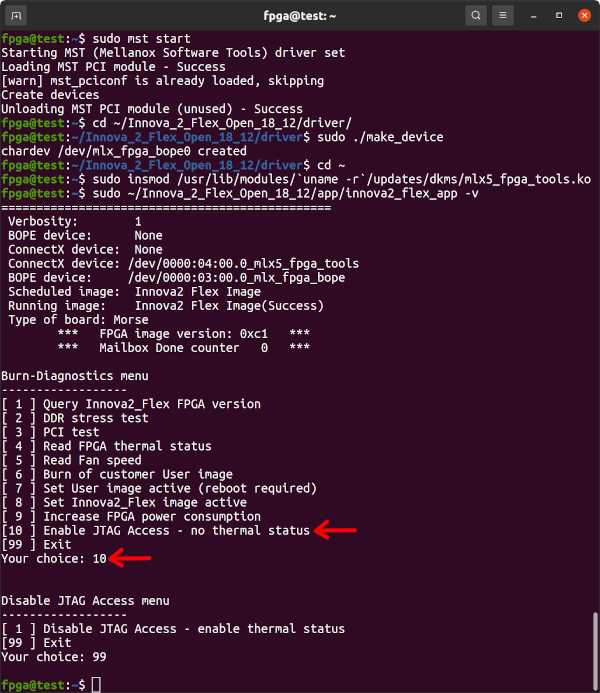 fpga@test: ~
fpga@test:~$ sudo mst start
Starting MST (Mellanox Software Tools) driver set
Loading MST PCI module - Success
[warn] mst_pciconf is already loaded, skipping
Create devices
Unloading MST PCI module (unused) - Success
fpga@test:~$ cd ~/Innova_2_Flex_Open_18_12/driver/
fpga@test:~/Innova_2_Flex_Open_18_12/driver$ sudo ./make_device
chardev /dev/mlx_fpga_bope0 created
fpga@test:~/Innova_2_Flex_Open_18_12/driver$ cd ~
fpga@test:~$ sudo insmod /usr/lib/modules/`uname -r`/updates/dkms/mlx5_fpga_tools.ko
fpga@test:~$ sudo ~/Innova_2_Flex_Open_18_12/app/innova2_flex_app -v
===============================================
Verbosity:        1
BOPE device:      None
ConnectX device:  None
ConnectX device: /dev/0000:04:00.0_mlx5_fpga_tools
BOPE device:     /dev/0000:03:00.0_mlx_fpga_bope
Scheduled image:  Innova2 Flex Image
Running image:    Innova2 Flex Image(Success)
Type of board: Morse
***   FPGA image version: 0xc1   ***
***   Mailbox Done counter   0   ***
Burn-Diagnostics menu
------------------
[ 1 ] Query Innova2_Flex FPGA version
[ 2 ] DDR stress test
[ 3 ] PCI test
[ 4 ] Read FPGA thermal status
[ 5 ] Read Fan speed
[ 6 ] Burn of customer User image
[ 7 ] Set User image active (reboot required)
[ 8 ] Set Innova2_Flex image active
[ 9 ] Increase FPGA power consumption
[10 ] Enable JTAG Access - no thermal status
[99 ] Exit
Your choice: 10
Disable JTAG Access menu
------------------
[ 1 ] Disable JTAG Access - enable thermal status
[99 ] Exit
Your choice: 99
fpga@test:~$